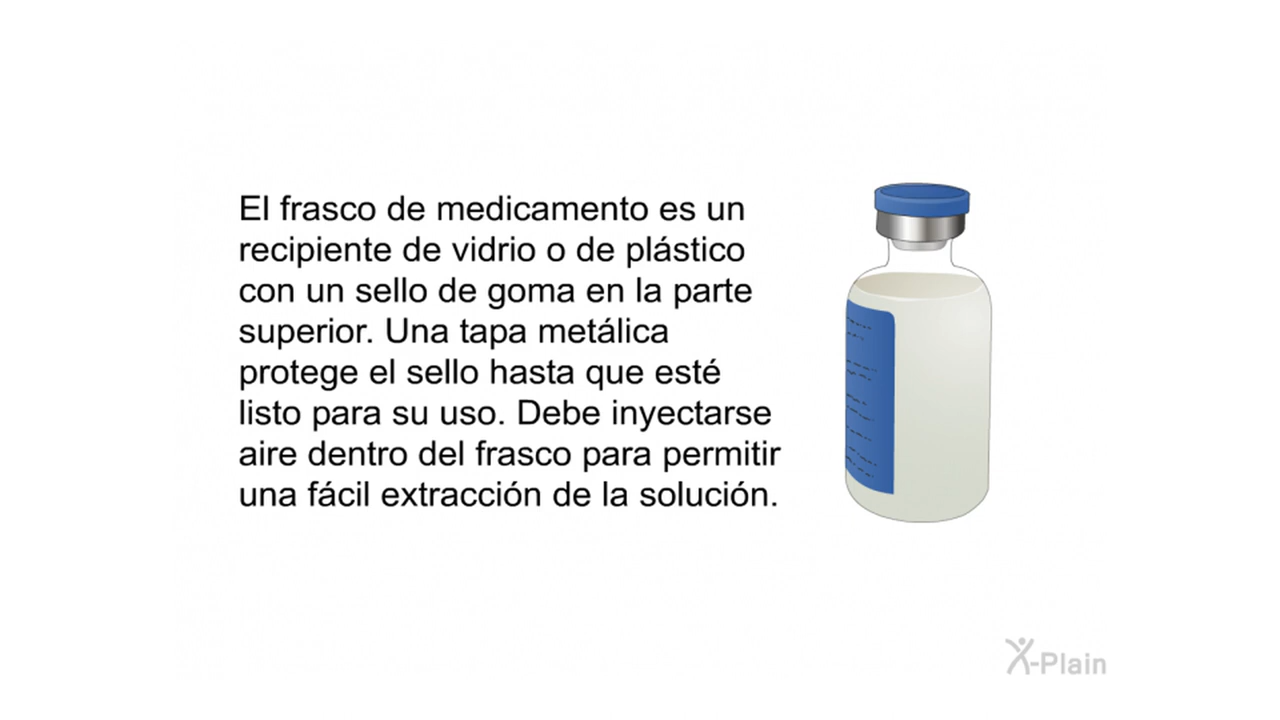 El frasco de medicamento es un
recipiente de vidrio o de plástico
con un sello de goma en la parte
superior. Una tapa metálica
protege el sello hasta que esté
listo para su uso. Debe inyectarse
aire dentro del frasco para permitir
una fácil extracción de la solución.
X-Plain